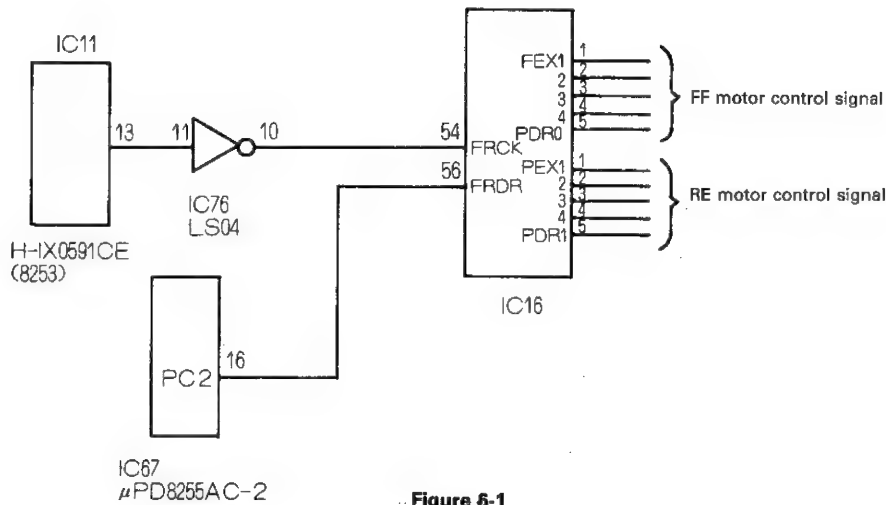 IC11
13
11
10
IC76
LS04
H-IX0591CE
(8253)
54
FRCK
56
FRDR
FEX1 1
2 2
3 3
4 4
PDR0 5
FF motor control signal
PEX1 1
2 2
3 3
4 4
PDR1 5
RE motor control signal
IC16
PC2
16
IC67
μPD8255AC-2
Figure 6-1